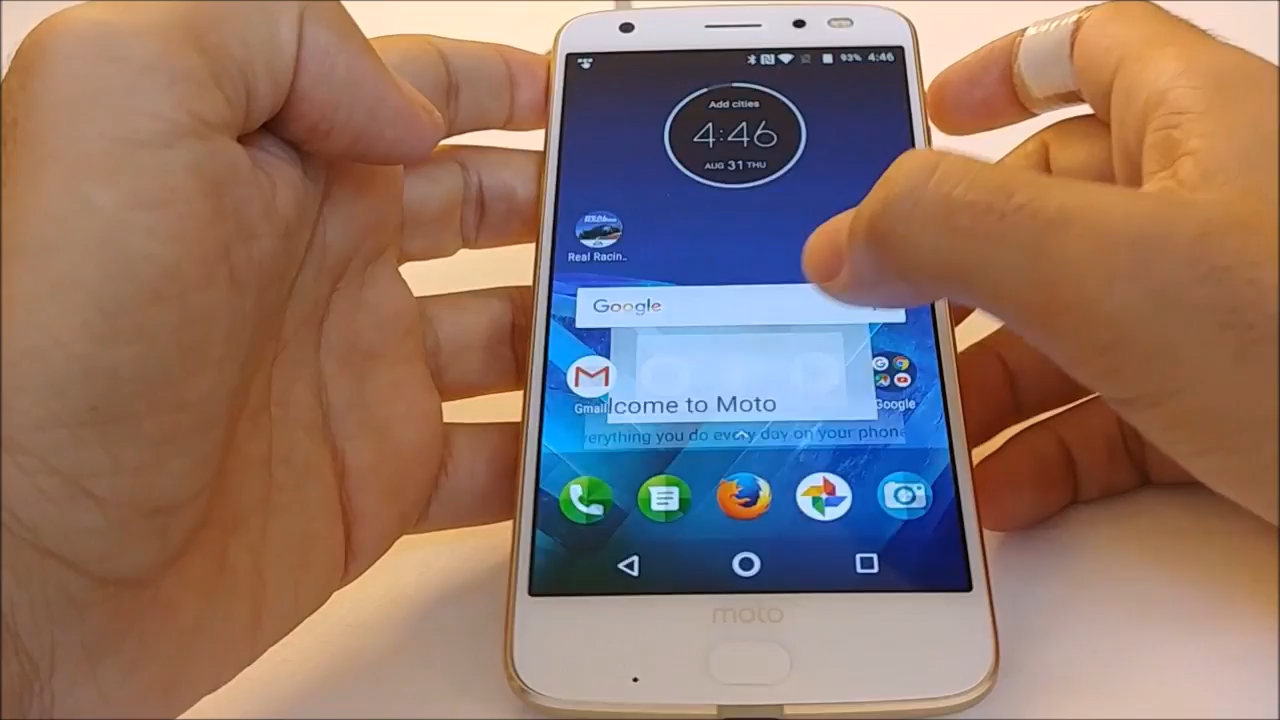 93% 4:46
Add cities
4:46
AUG 31 THU
Real Racin..
Google
Gmail
lcome to Moto
Google
erything you do every day on your phone
moto